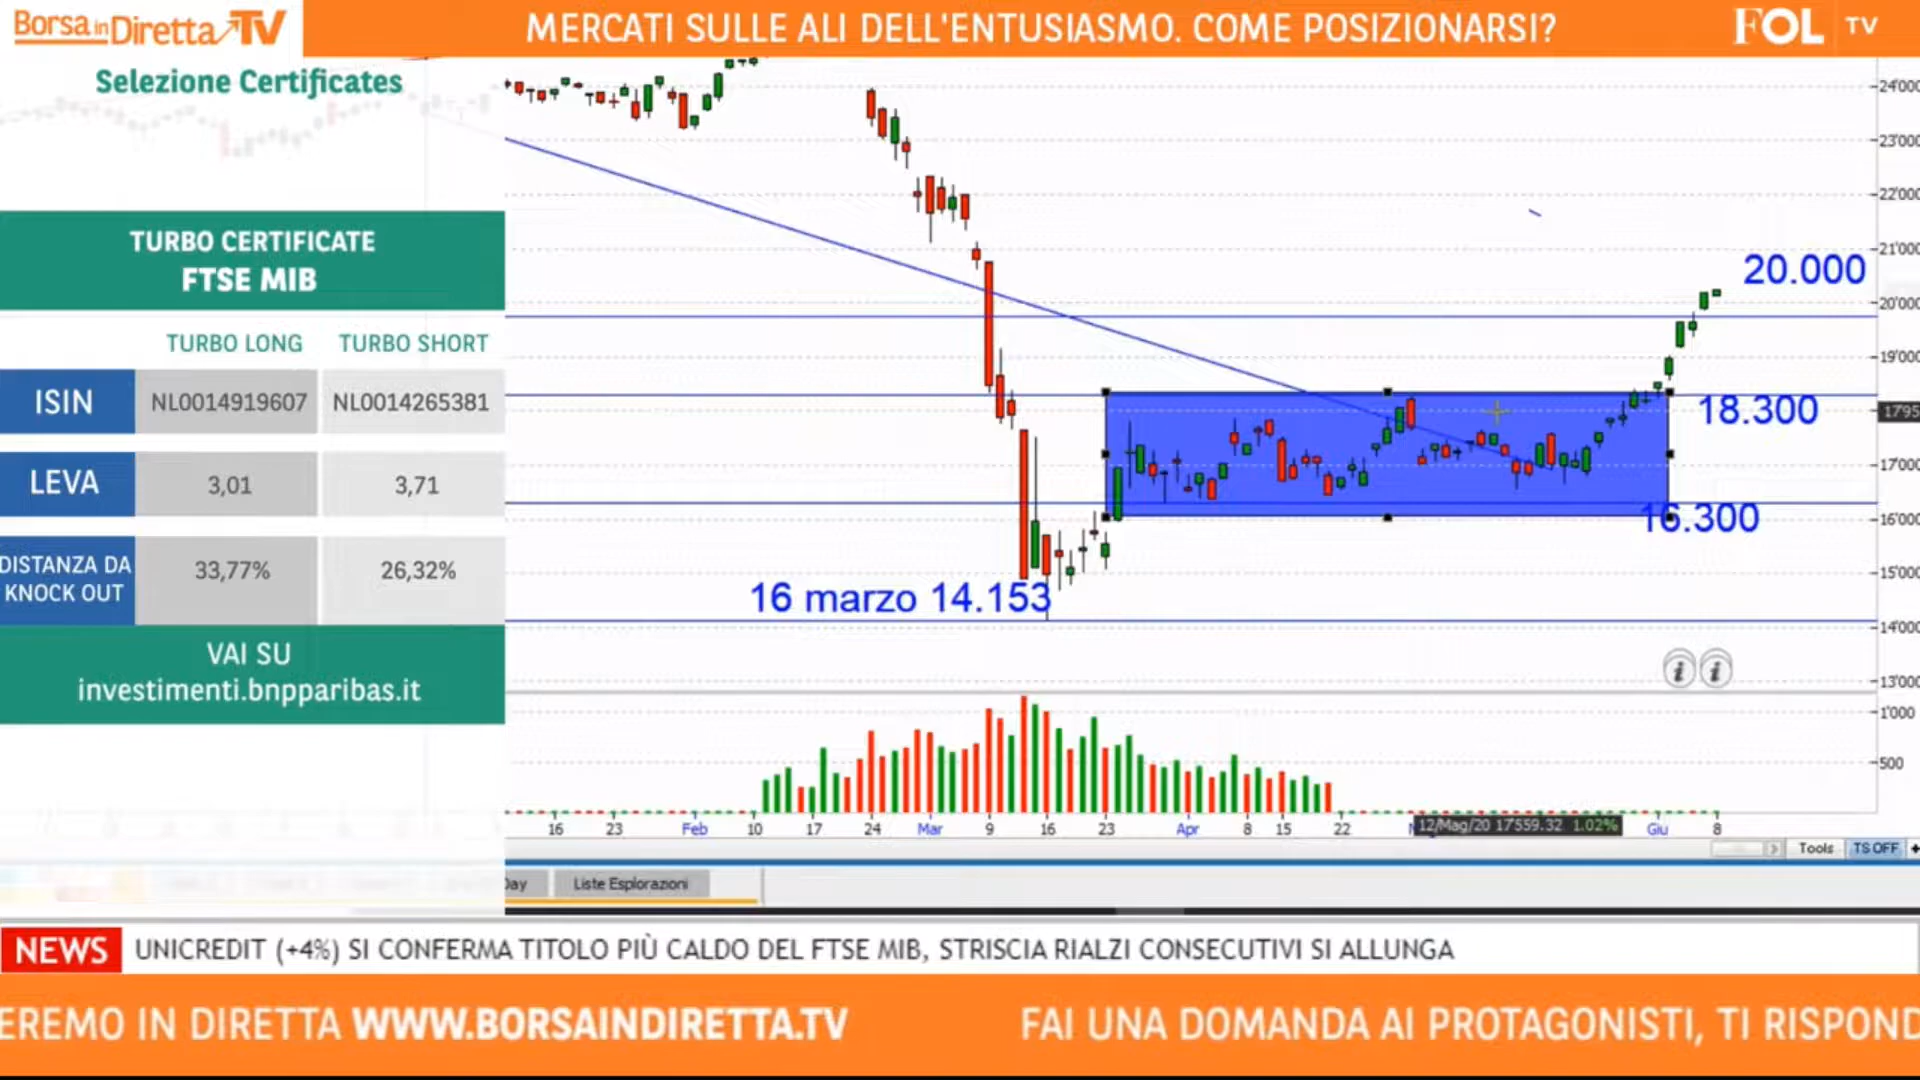 Borsa in Diretta TV
MERCATI SULLE ALI DELL'ENTUSIASMO. COME POSIZIONARSI?
FOL TV
Selezione Certificates
TURBO CERTIFICATE
FTSE MIB
TURBO LONG TURBO SHORT
ISIN NL0014919607 NL0014265381
LEVA 3,01 3,71
DISTANZA DA KNOCK OUT 33,77% 26,32%
VAI SU
investimenti.bnpparibas.it
24'000
23'000
22'000
21'000
20.000
20'000
19'000
18.300
1795
17'000
16.300
16'000
15'000
16 marzo 14.153
14'000
13'000
1'000
500
16 23 Feb 10 17 24 Mar 9 16 23 Apr 8 15 22 12/Mag/20 17559.32 1.02% Giu 8
Tools TS OFF
Day Liste Esplorazioni
NEWS UNICREDIT (+4%) SI CONFERMA TITOLO PIÙ CALDO DEL FTSE MIB, STRISCIA RIALZI CONSECUTIVI SI ALLUNGA
EREMO IN DIRETTA WWW.BORSAINDIRETTA.TV FAI UNA DOMANDA AI PROTAGONISTI, TI RISPOND